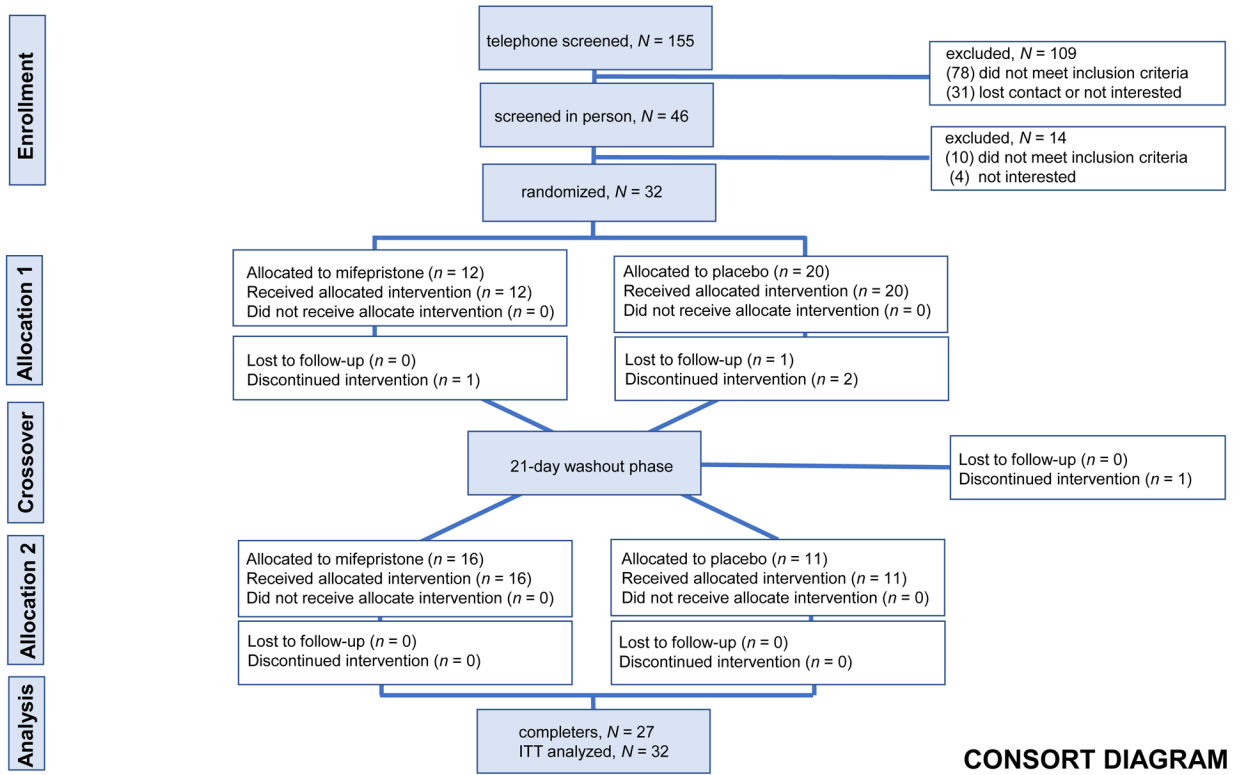 Enrollment
telephone screened, N = 155
excluded, N = 109
(78) did not meet inclusion criteria
(31) lost contact or not interested
screened in person, N = 46
excluded, N = 14
(10) did not meet inclusion criteria
(4) not interested
randomized, N = 32
Allocation 1
Allocated to mifepristone (n = 12)
Received allocated intervention (n = 12)
Did not receive allocate intervention (n = 0)
Allocated to placebo (n = 20)
Received allocated intervention (n = 20)
Did not receive allocate intervention (n = 0)
Lost to follow-up (n = 0)
Discontinued intervention (n = 1)
Lost to follow-up (n = 1)
Discontinued intervention (n = 2)
Crossover
21-day washout phase
Lost to follow-up (n = 0)
Discontinued intervention (n = 1)
Allocation 2
Allocated to mifepristone (n = 16)
Received allocated intervention (n = 16)
Did not receive allocate intervention (n = 0)
Allocated to placebo (n = 11)
Received allocated intervention (n = 11)
Did not receive allocate intervention (n = 0)
Lost to follow-up (n = 0)
Discontinued intervention (n = 0)
Lost to follow-up (n = 0)
Discontinued intervention (n = 0)
Analysis
completers, N = 27
ITT analyzed, N = 32
CONSORT DIAGRAM